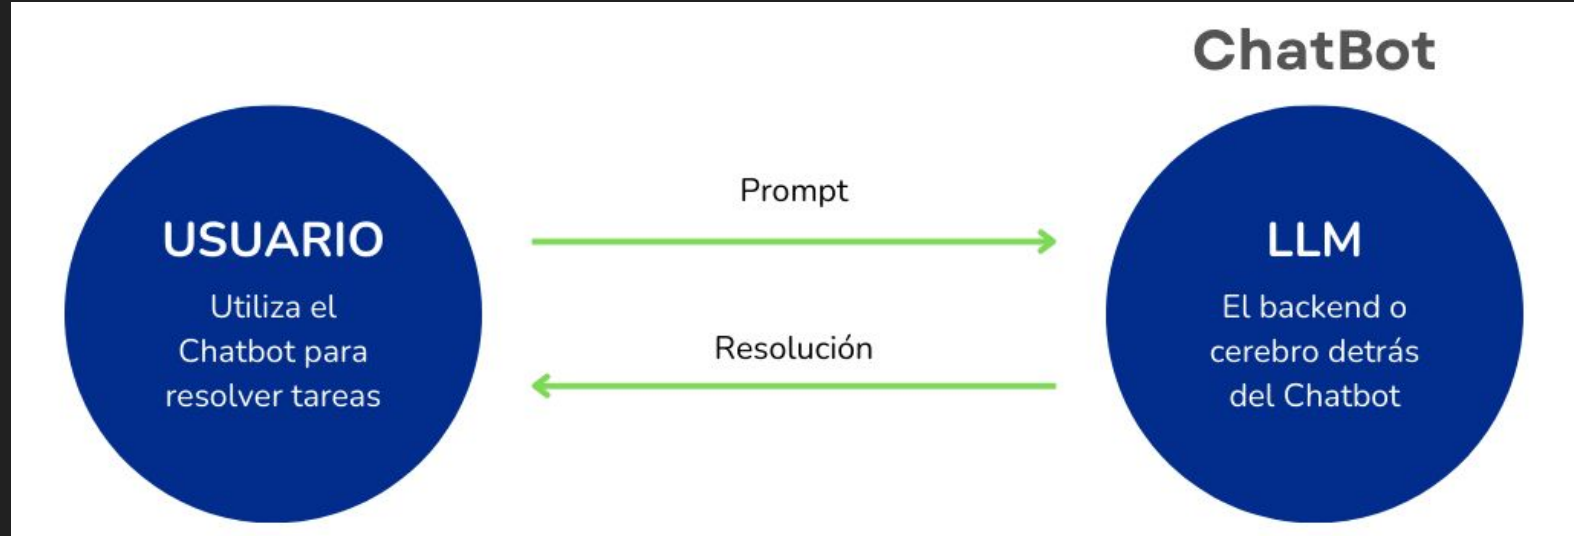 ChatBot
USUARIO
Utiliza el
Chatbot para
resolver tareas
Prompt
Resolución
LLM
El backend o
cerebro detrás
del Chatbot